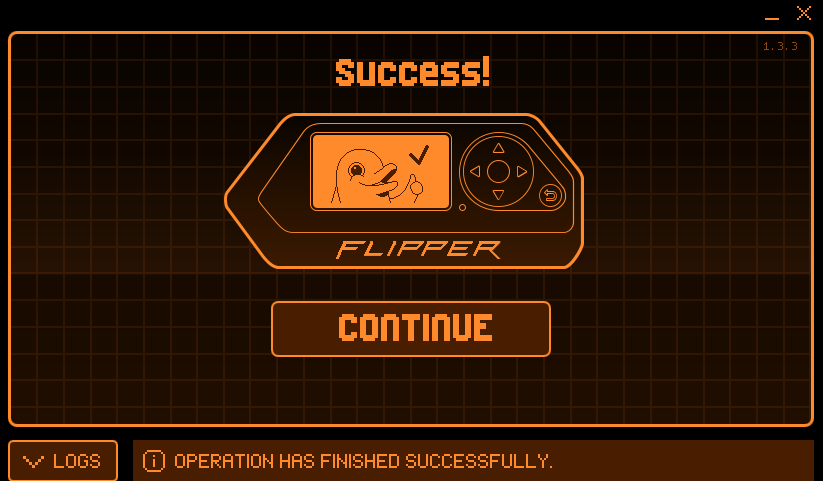 1.3.3
Success!
FLIPPER
CONTINUE
LOGS
OPERATION HAS FINISHED SUCCESSFULLY.